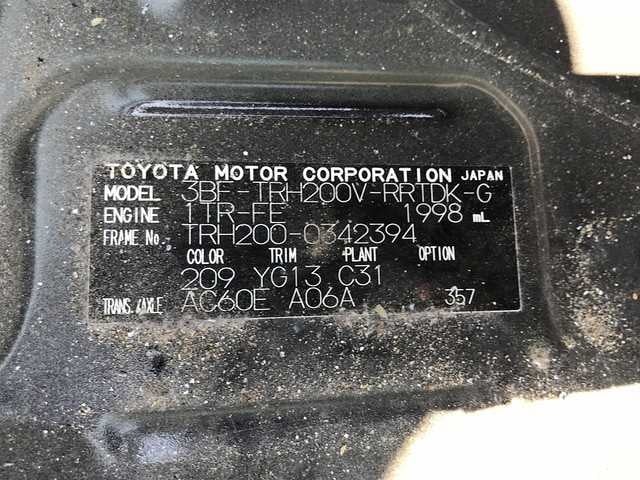 TOYOTA MOTOR CORPORATION JAPAN
MODEL 3BF-TRH200V-RRTDK-G
ENGINE 1TR-FE 1998 mL
FRAME No. TRH200-0342394
COLOR TRIM PLANT OPTION
209 YG13 C31
TRANS./AXLE AC60E A06A 357